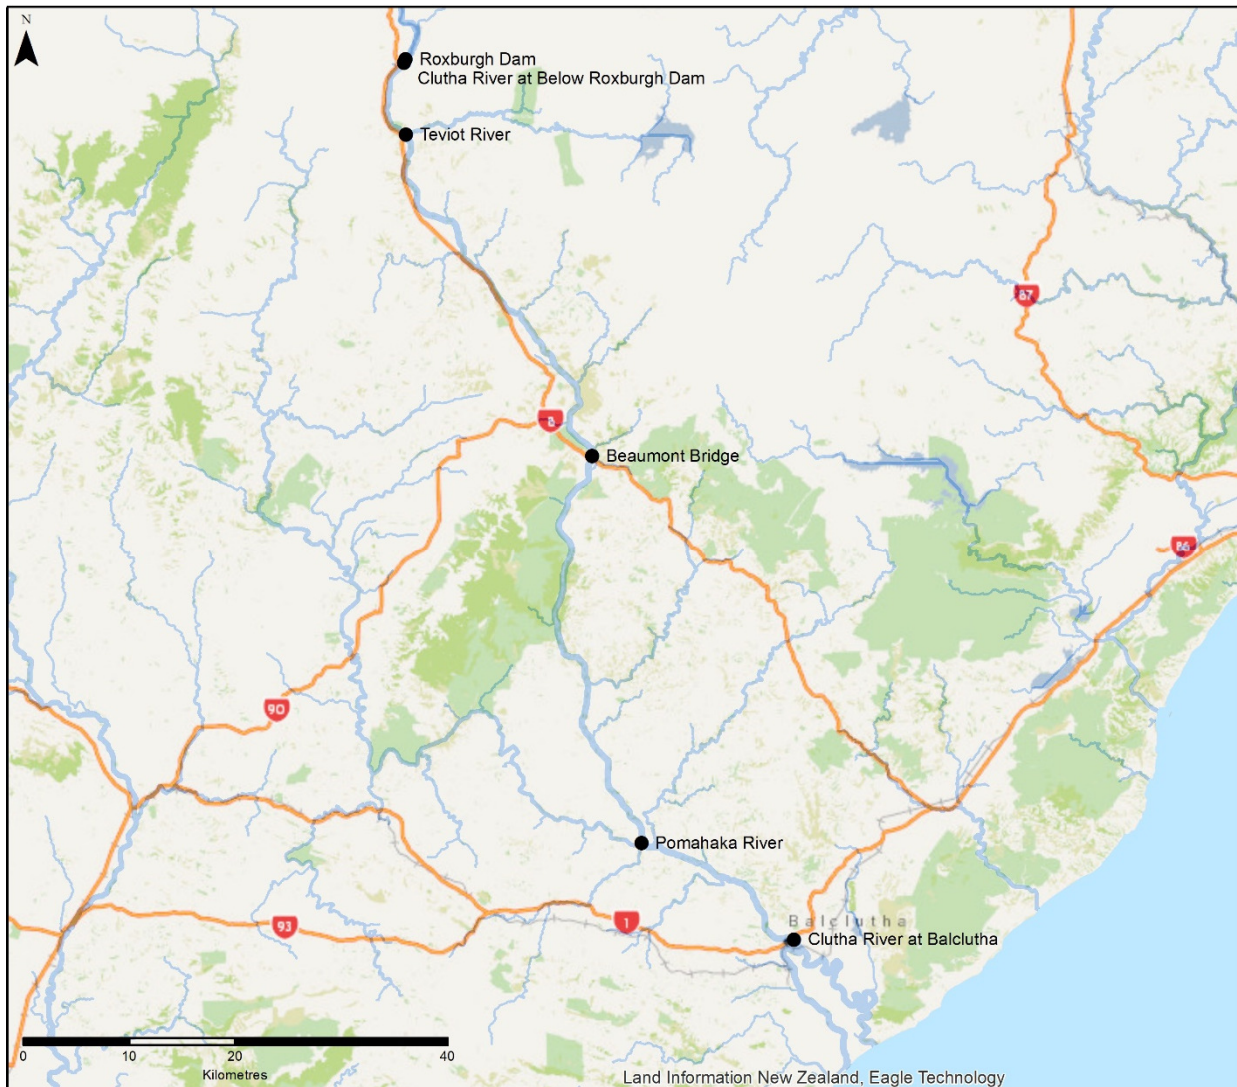 N
Roxburgh Dam
Clutha River at Below Roxburgh Dam
Teviot River
87
8
Beaumont Bridge
86
90
Pomahaka River
1
93
Balclutha
Clutha River at Balclutha
0 10 20 40
Kilometres
Land Information New Zealand, Eagle Technology